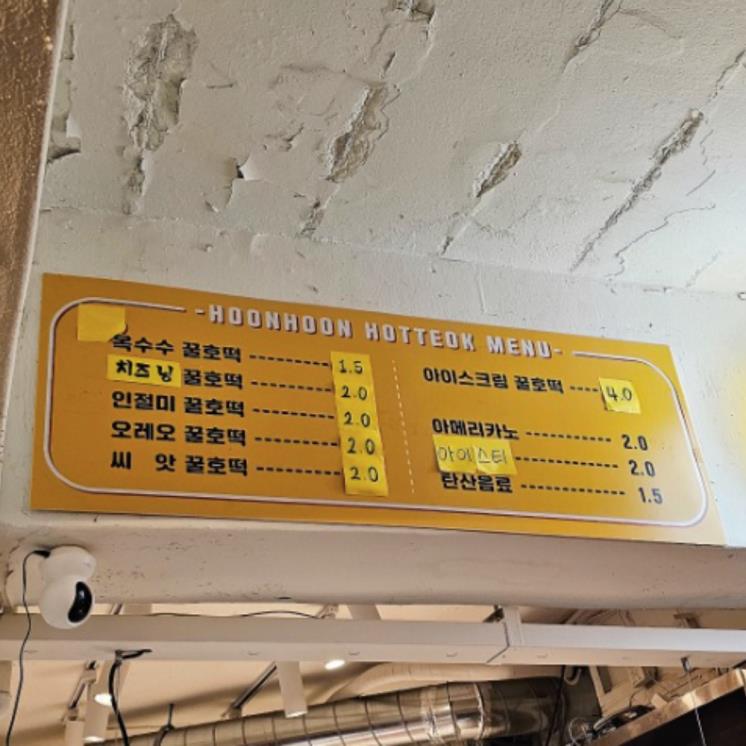 -HOONHOON HOTTEOK MENU-
옥수수 꿀호떡 ---------- 1.5
치즈닝 꿀호떡 ---------- 2.0
인절미 꿀호떡 ---------- 2.0
오레오 꿀호떡 ---------- 2.0
씨 앗 꿀호떡 ---------- 2.0
아이스크림 꿀호떡 ---- 4.0
아메리카노 ---------- 2.0
아이스티 ------------ 2.0
탄산음료 ------------ 1.5